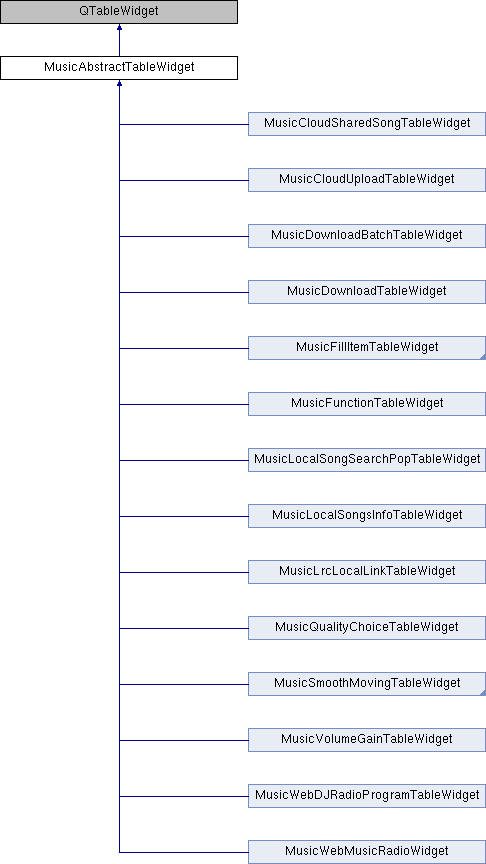 QTableWidget
MusicAbstractTableWidget
MusicCloudSharedSongTableWidget
MusicCloudUploadTableWidget
MusicDownloadBatchTableWidget
MusicDownloadTableWidget
MusicFillItemTableWidget
MusicFunctionTableWidget
MusicLocalSongSearchPopTableWidget
MusicLocalSongsInfoTableWidget
MusicLrcLocalLinkTableWidget
MusicQualityChoiceTableWidget
MusicSmoothMovingTableWidget
MusicVolumeGainTableWidget
MusicWebDJRadioProgramTableWidget
MusicWebMusicRadioWidget